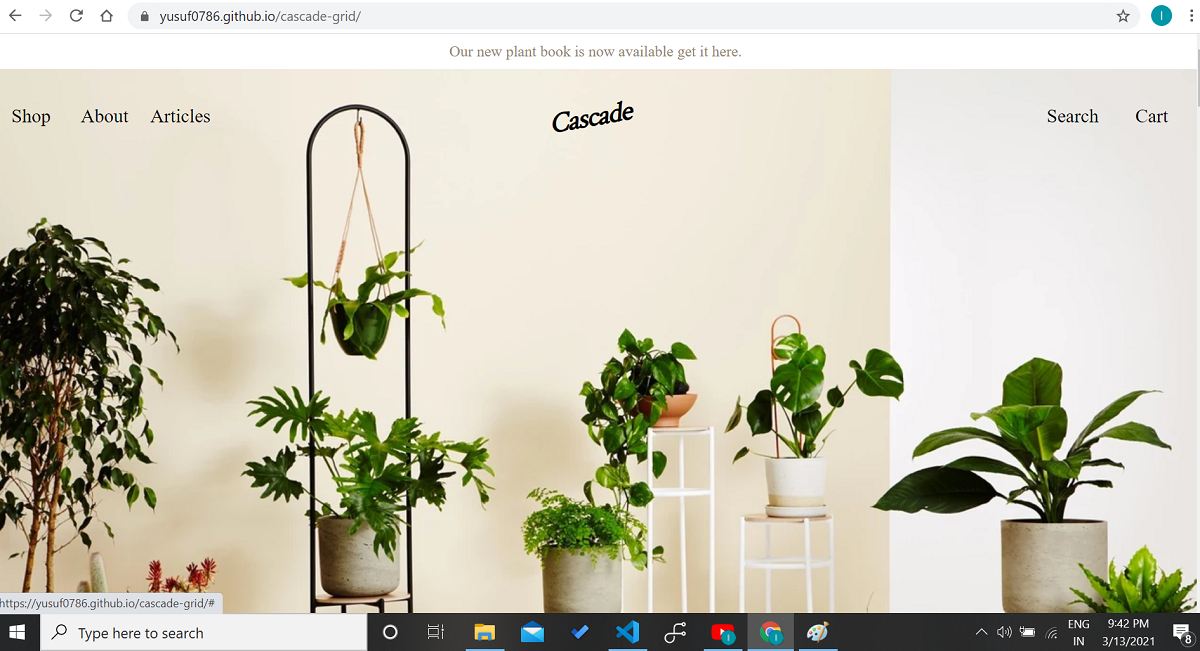 yusuf0786.github.io/cascade-grid/
I
Our new plant book is now available get it here.
Shop About Articles Cascade Search Cart
https://yusuf0786.github.io/cascade-grid/#
Type here to search
I
I
ENG
IN
9:42 PM
3/13/2021
8